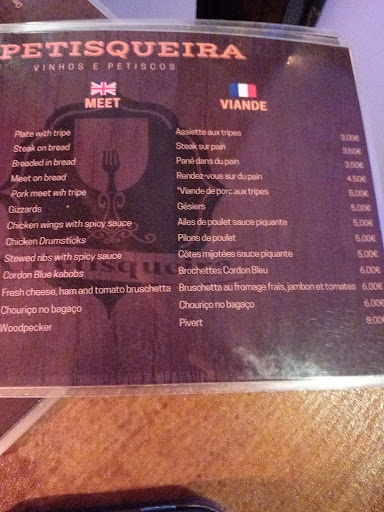 PETISQUEIRA
VINHOS E PETISCOS
MEET VIANDE
Plate with tripe Assiette aux tripes 3,00€
Steak on bread Steak sur pain 3,50€
Breaded in bread Pané dans du pain 3,50€
Meet on bread Rendez-vous sur du pain 4,50€
Pork meet wih tripe "Viande de porc aux tripes 5,00€
Gizzards Gésiers 5,00€
Chicken wings with spicy sauce Ailes de poulet sauce piquante 5,00€
Chicken Drumsticks Pilons de poulet 5,00€
Stewed ribs with spicy sauce Côtes mijotées sauce piquante 5,00€
Cordon Blue kabobs Brochettes Cordon Bleu 6,00€
Fresh cheese, ham and tomato bruschetta Bruschetta au fromage frais, jambon et tomates 6,00€
Chouriço no bagaço Chouriço no bagaço 6,00€
Woodpecker Pivert 9,00€